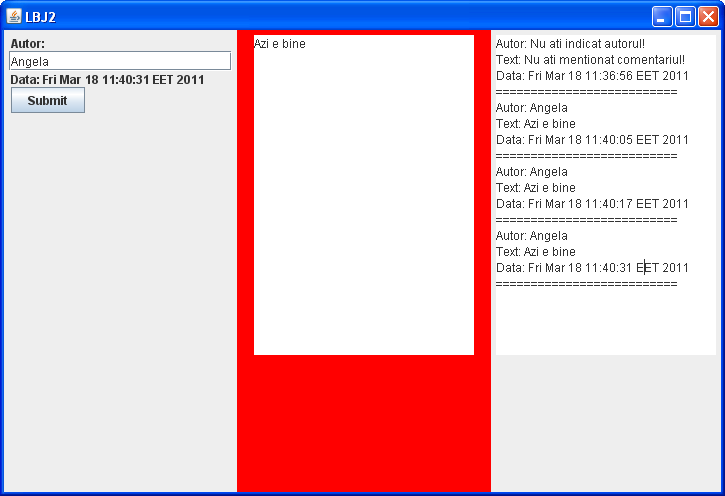 LBJ2
Autor:
Angela
Data: Fri Mar 18 11:40:31 EET 2011
Submit
Azi e bine
Autor: Nu ati indicat autorul!
Text: Nu ati mentionat comentariul!
Data: Fri Mar 18 11:36:56 EET 2011
==========================
Autor: Angela
Text: Azi e bine
Data: Fri Mar 18 11:40:05 EET 2011
==========================
Autor: Angela
Text: Azi e bine
Data: Fri Mar 18 11:40:17 EET 2011
==========================
Autor: Angela
Text: Azi e bine
Data: Fri Mar 18 11:40:31 EET 2011
==========================